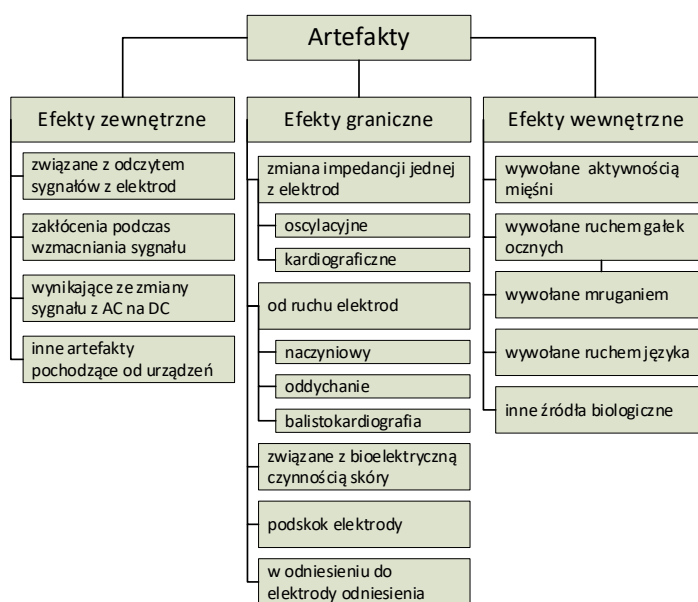 Artefakty
Efekty zewnętrzne
związane z odczytem
sygnałów z elektrod
zakłócenia podczas
wzmacniania sygnału
wynikające ze zmiany
sygnału z AC na DC
inne artefakty
pochodzące od urządzeń
Efekty graniczne
zmiana impedancji jednej
z elektrod
oscylacyjne
kardiograficzne
od ruchu elektrod
naczyniowy
oddychanie
balistokardiografia
związane z bioelektryczną
czynnością skóry
podskok elektrody
w odniesieniu do
elektrody odniesienia
Efekty wewnętrzne
wywołane aktywnością
mięśni
wywołane ruchem gałek
ocznych
wywołane mruganiem
wywołane ruchem języka
inne źródła biologiczne